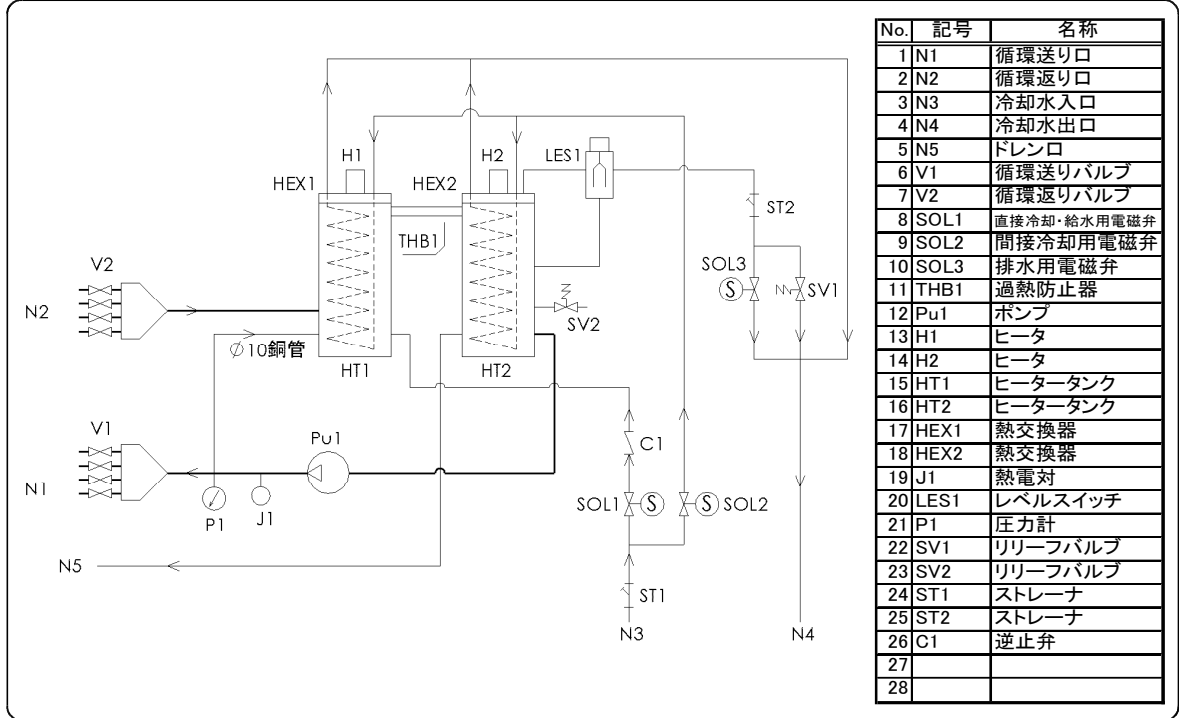 H1
H2
LES1
HEX1
HEX2
THB1
ST2
V2
SOL3
S
SV1
N2
SV2
∅10銅管
HT1
HT2
V1
Pu1
C1
N1
P1
J1
SOL1
S
S
SOL2
N5
ST1
N3
N4
No. 記号 名称
1 N1 循環送り口
2 N2 循環返り口
3 N3 冷却水入口
4 N4 冷却水出口
5 N5 ドレン口
6 V1 循環送りバルブ
7 V2 循環返りバルブ
8 SOL1 直接冷却・給水用電磁弁
9 SOL2 間接冷却用電磁弁
10 SOL3 排水用電磁弁
11 THB1 過熱防止器
12 Pu1 ポンプ
13 H1 ヒータ
14 H2 ヒータ
15 HT1 ヒータータンク
16 HT2 ヒータータンク
17 HEX1 熱交換器
18 HEX2 熱交換器
19 J1 熱電対
20 LES1 レベルスイッチ
21 P1 圧力計
22 SV1 リリーフバルブ
23 SV2 リリーフバルブ
24 ST1 ストレーナ
25 ST2 ストレーナ
26 C1 逆止弁
27
28